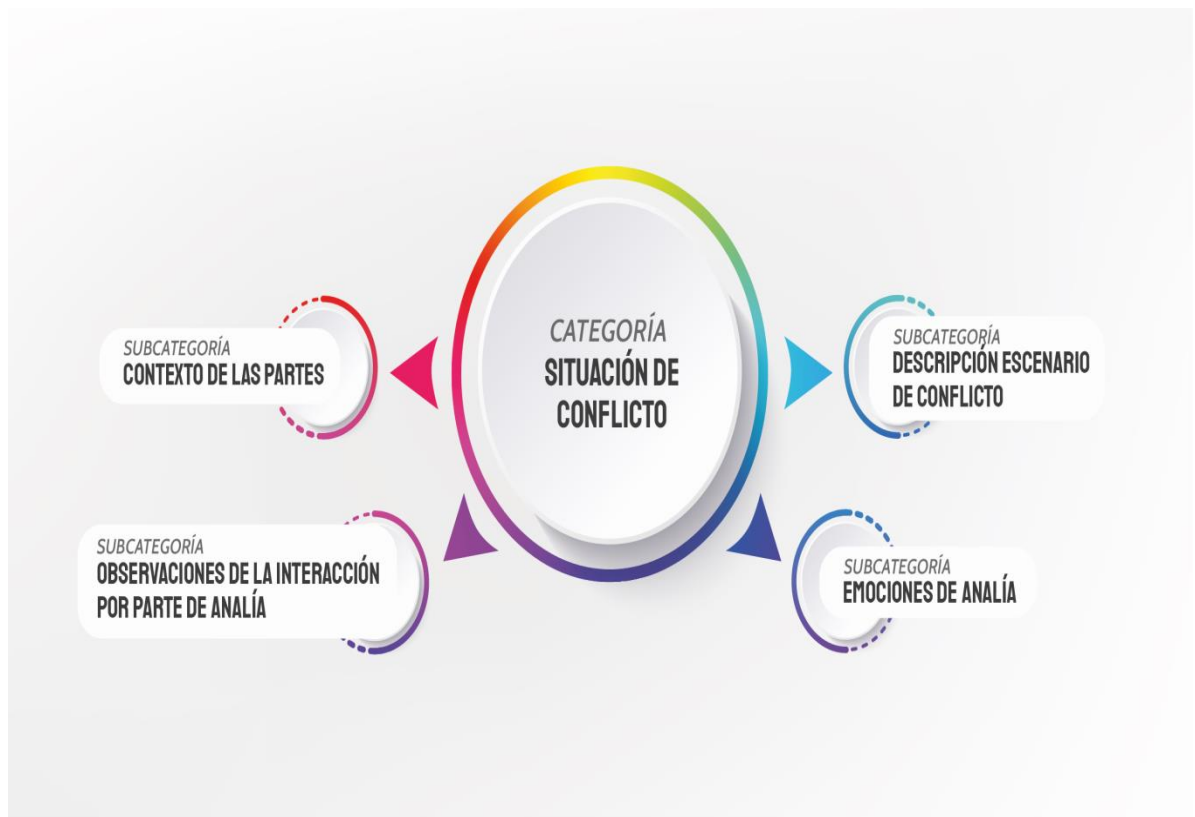 CATEGORÍA
SITUACIÓN DE
CONFLICTO
SUBCATEGORÍA
CONTEXTO DE LAS PARTES
SUBCATEGORÍA
DESCRIPCIÓN ESCENARIO
DE CONFLICTO
SUBCATEGORÍA
OBSERVACIONES DE LA INTERACCIÓN
POR PARTE DE ANALÍA
SUBCATEGORÍA
EMOCIONES DE ANALÍA